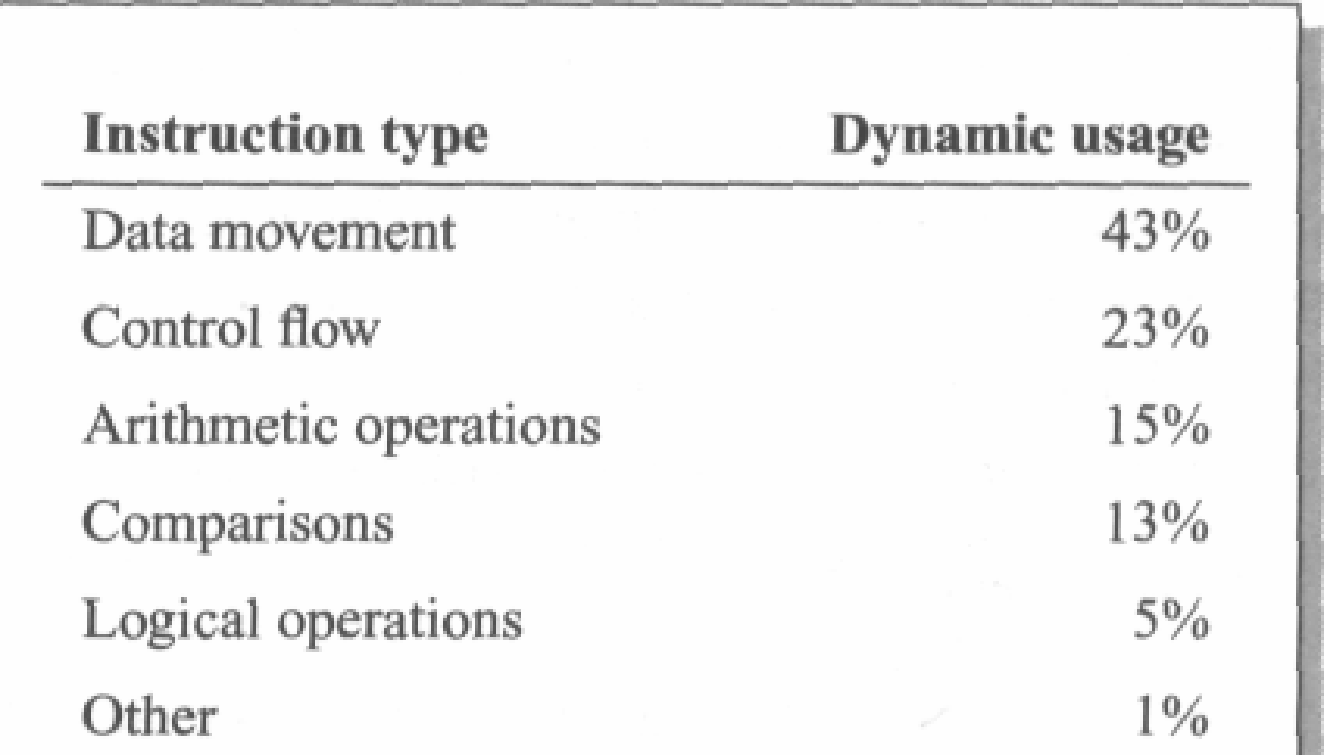 Instruction type Dynamic usage
Data movement 43%
Control flow 23%
Arithmetic operations 15%
Comparisons 13%
Logical operations 5%
Other 1%